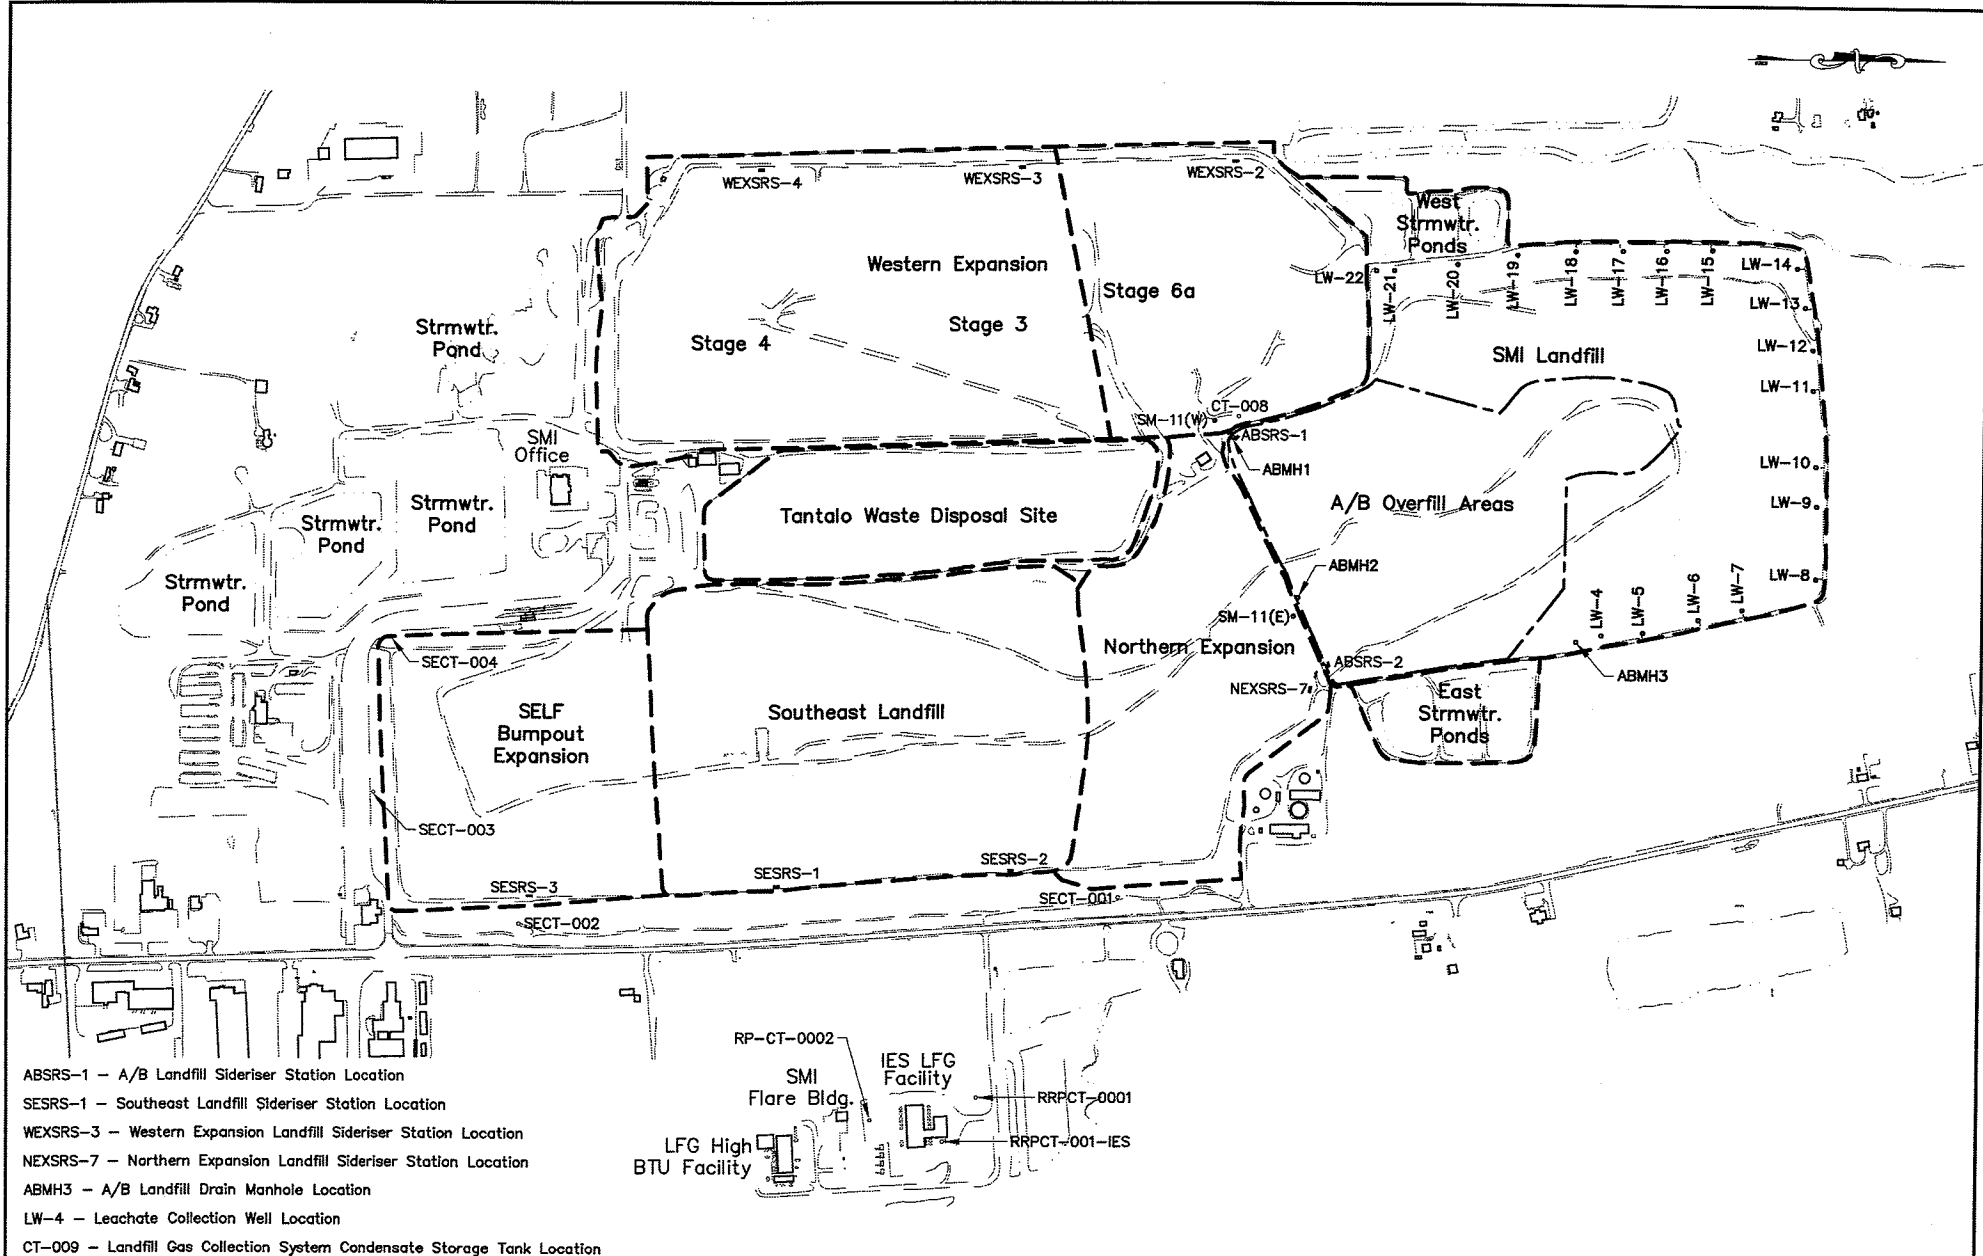 WEXSRS-4
WEXSRS-3
WEXSRS-2
West
Strmwtr.
Ponds
Western Expansion
Stage 6a
Stage 3
Stage 4
LW-22
LW-21
LW-20
LW-19
LW-18
LW-17
LW-16
LW-15
LW-14
LW-13
LW-12
LW-11
LW-10
LW-9
LW-8
LW-7
LW-6
LW-5
LW-4
SMI Landfill
Strmwtr.
Pond
SMI
Office
SM-11(W)
CT-008
ABSRS-1
ABMH1
Strmwtr.
Pond
Strmwtr.
Pond
Strmwtr.
Pond
Tantalo Waste Disposal Site
A/B Overfill Areas
ABMH2
SM-11(E)
Northern Expansion
ABSRS-2
NEXSRS-7
ABMH3
East
Strmwtr.
Ponds
SECT-004
SELF
Bumpout
Expansion
Southeast Landfill
SECT-003
SESRS-3
SESRS-1
SESRS-2
SECT-001
SECT-002
RP-CT-0002
SMI
Flare Bldg.
IES LFG
Facility
RRPCT-0001
RRPCT-001-IES
LFG High
BTU Facility
ABSRS-1 - A/B Landfill Sideriser Station Location
SESRS-1 - Southeast Landfill Sideriser Station Location
WEXSRS-3 - Western Expansion Landfill Sideriser Station Location
NEXSRS-7 - Northern Expansion Landfill Sideriser Station Location
ABMH3 - A/B Landfill Drain Manhole Location
LW-4 - Leachate Collection Well Location
CT-009 - Landfill Gas Collection System Condensate Storage Tank Location